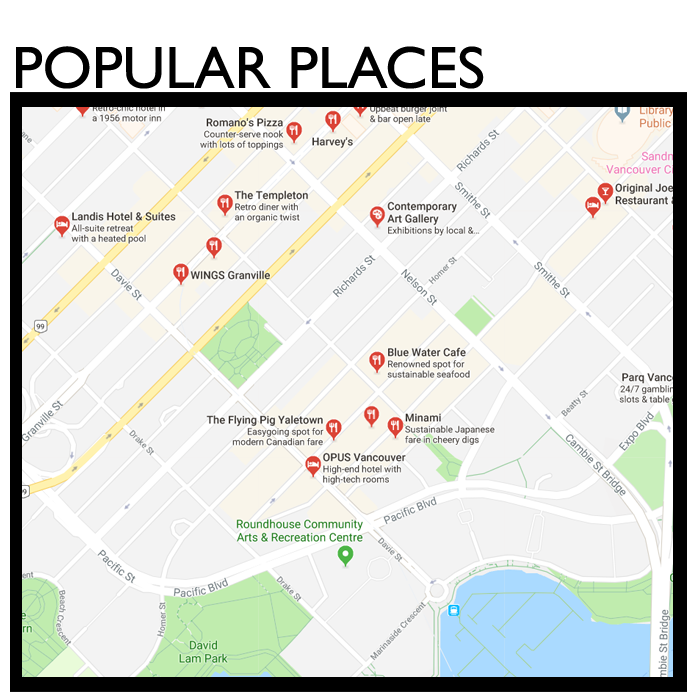 POPULAR PLACES
Retro-chic hotel in
a 1956 motor inn
Romano's Pizza
Counter-serve nook
with lots of toppings
Harvey's
Upbeat burger joint
& bar open late
Library
Public
Richards St
Sandm
Vancouver C
Original Joe
Restaurant &
The Templeton
Retro diner with
an organic twist
Smithe St
Landis Hotel & Suites
All-suite retreat
with a heated pool
Contemporary
Art Gallery
Exhibitions by local &...
WINGS Granville
Davie St
Richards St
Nelson St
Homer St
Smithe St
99
Blue Water Cafe
Renowned spot for
sustainable seafood
Parq Vanc
24/7 gamblin
slots & table
Granville St
Drake St
The Flying Pig Yaletown
Easygoing spot for
modern Canadian fare
Minami
Sustainable Japanese
fare in cheery digs
Beatty St
Expo Blvd
Cambie St Bridge
OPUS Vancouver
High-end hotel with
high-tech rooms
99
Pacific Blvd
Roundhouse Community
Arts & Recreation Centre
Davie St
Pacific St
Pacific Blvd
Drake St
ent
Beach Crescent
Homer St
Marinaside Crescent
David
Lam Park
e
ern
mbie St Bridge